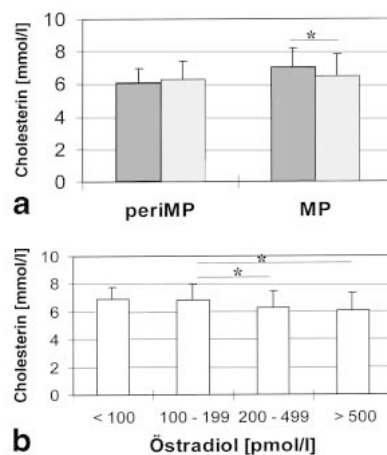 Cholesterin [mmol/l]
10
8
6
4
2
0
*
periMP
MP
a
Cholesterin [mmol/l]
10
8
6
4
2
0
*
*
< 100
100 - 199
200 - 499
> 500
Östradiol [pmol/l]
b